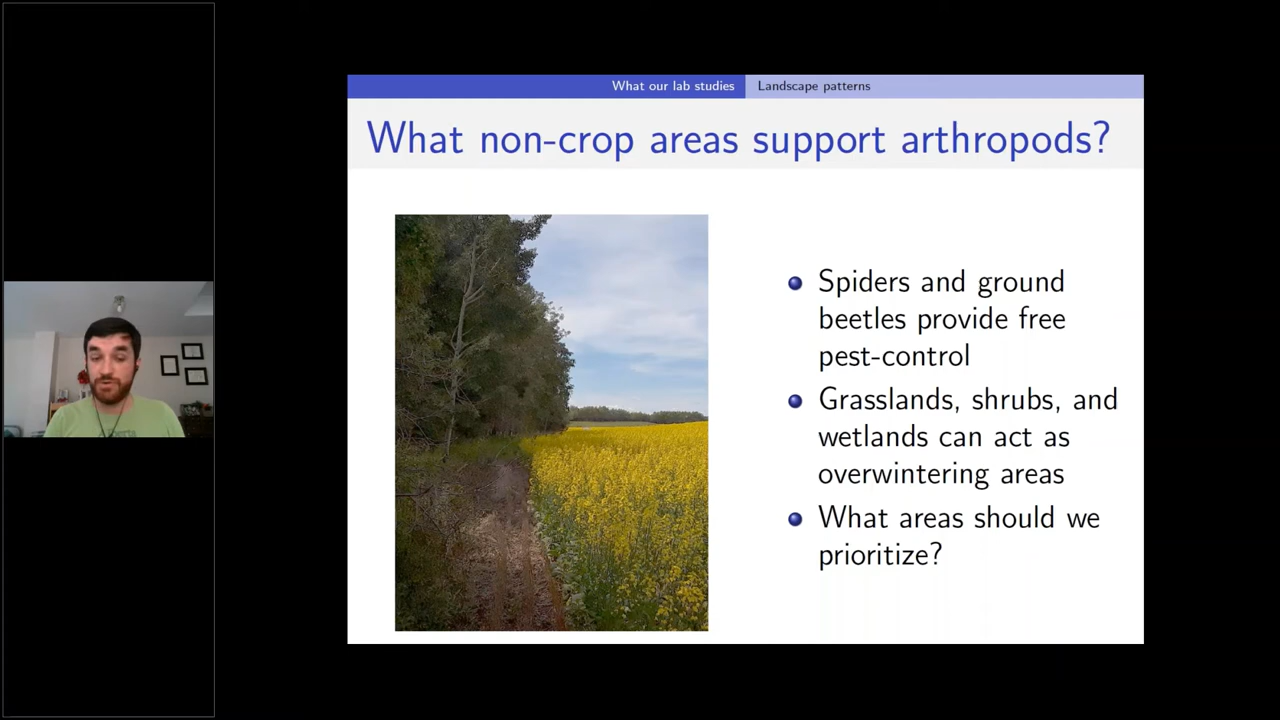 What our lab studies
Landscape patterns
What non-crop areas support arthropods?
Spiders and ground
beetles provide free
pest-control
Grasslands, shrubs, and
wetlands can act as
overwintering areas
What areas should we
prioritize?